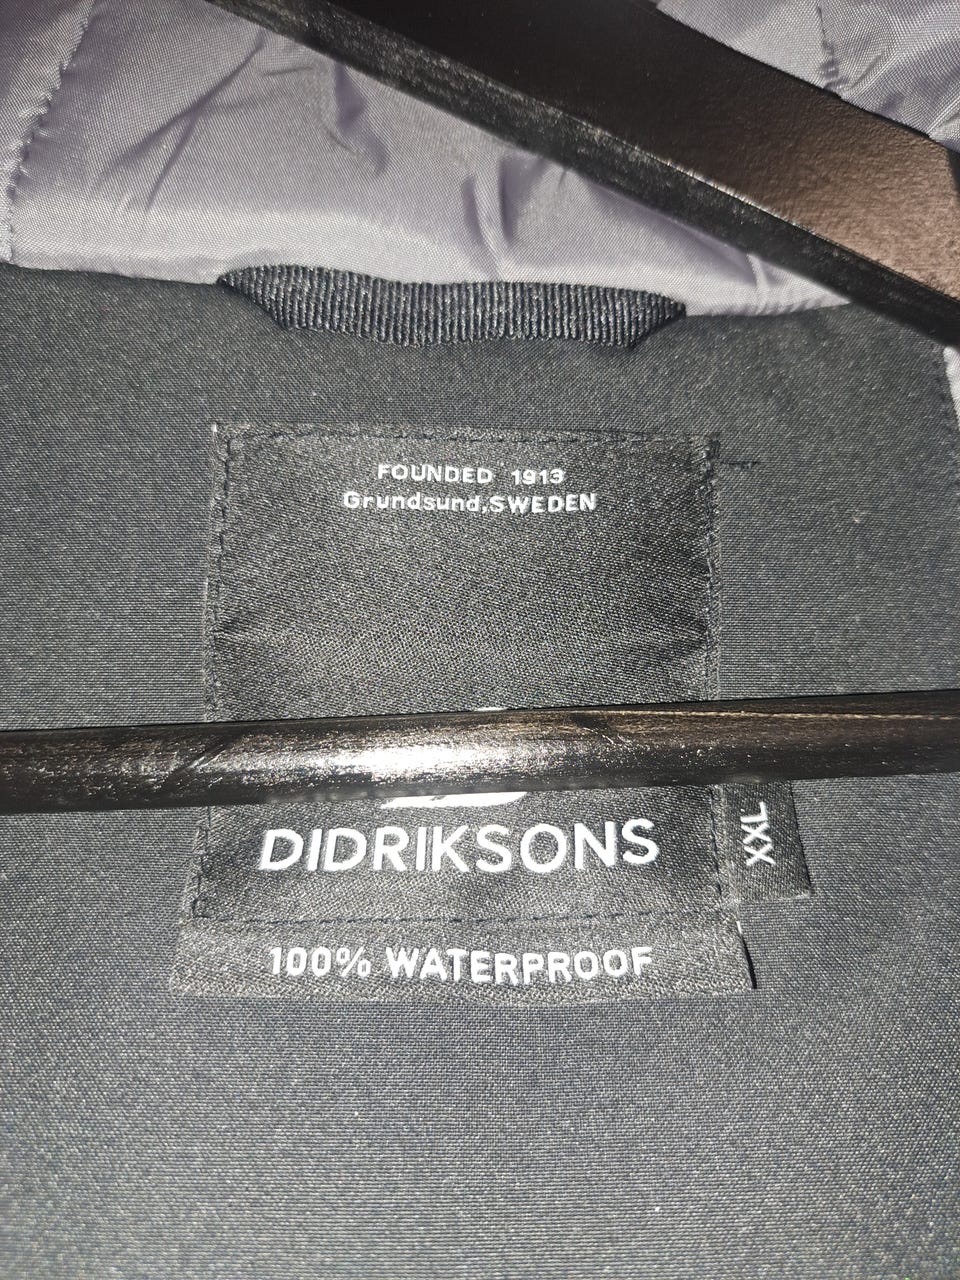 FOUNDED 1913
Grundsund,SWEDEN
DIDRIKSONS
XXL
100% WATERPROOF